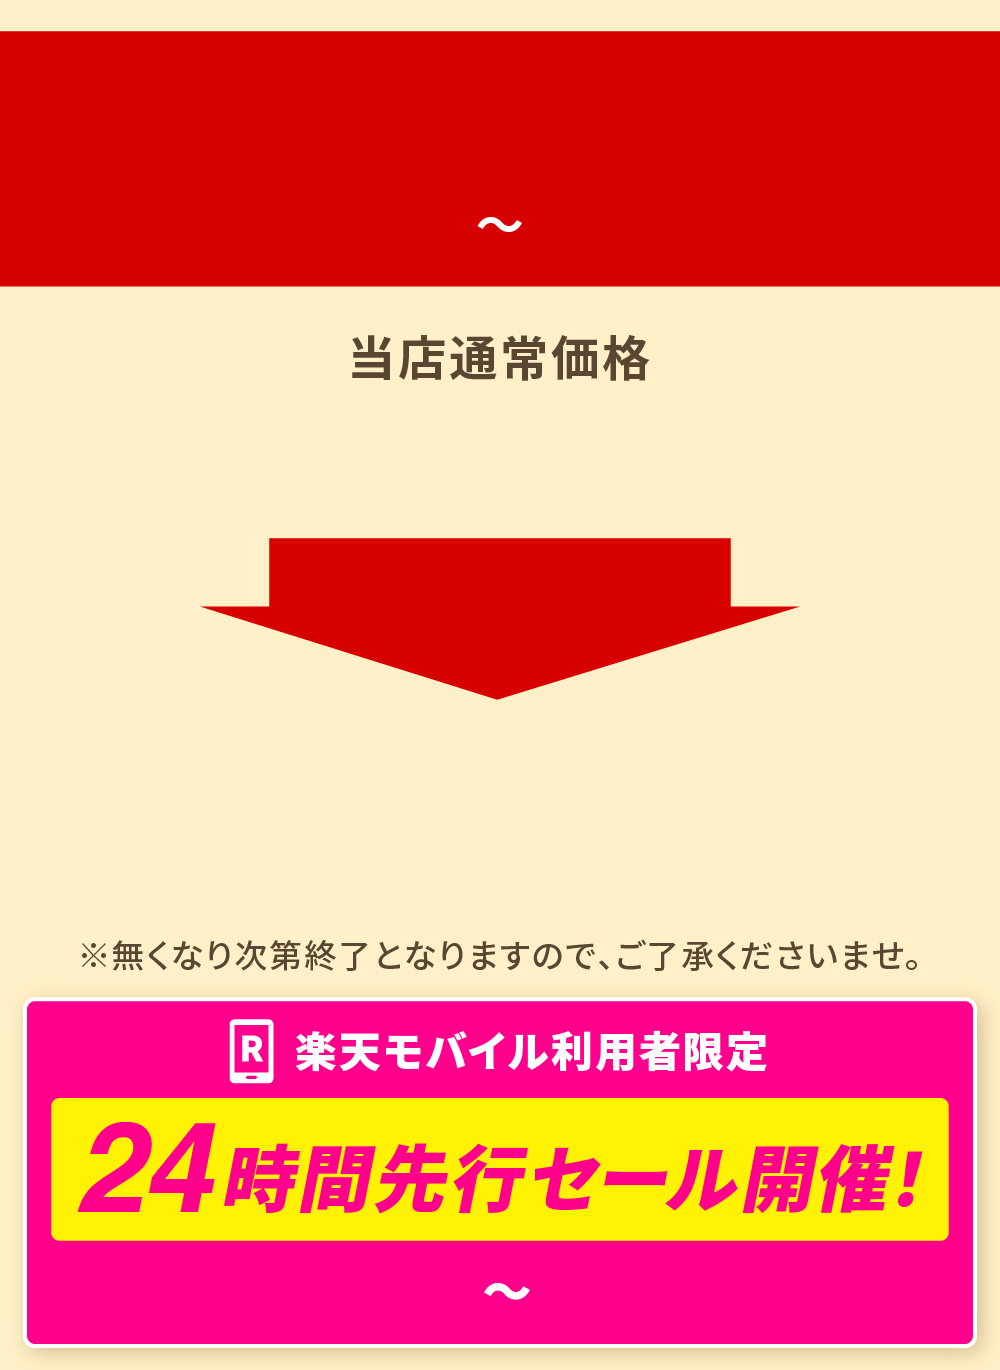 〜
当店通常価格
※無くなり次第終了となりますので、ご了承くださいませ。
R 楽天モバイル利用者限定
24時間先行セール開催!
〜